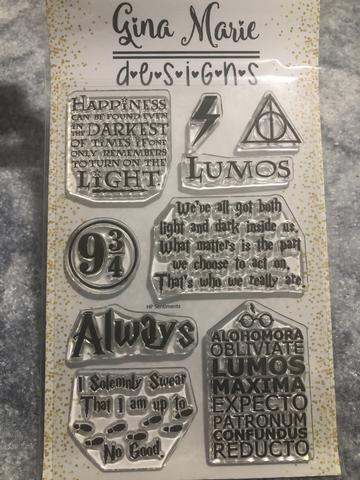 Gina Marie
designs
HAPPINESS
CAN BE FOUND EVEN
IN THE DARKEST
OF TIMES IF ONE
ONLY REMEMBERS
TO TURN ON THE
LIGHT
LUMOS
9 3/4
We've all got both
light and dark inside us,
What matters is the part
we choose to act on,
That's who we really are
HP Sentiments
Always
ALOHOMORA
OBLIVIATE
LUMOS
MAXIMA
EXPECTO
PATRONUM
CONFUNDUS
REDUCTO
I Solemnly Swear
That I am up to
No Good